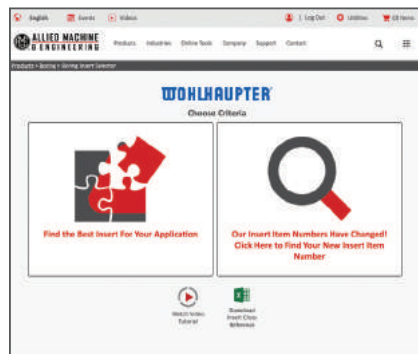 English Events Videos | Log Out Utilities (0) Items
ALLIED MACHINE
& ENGINEERING
Products Industries Online Tools Company Support Contact
Products > Boring > Boring Insert Selector
WOHLHAUPTER®
Choose Criteria
Find the Best Insert For Your Application
Our Insert Item Numbers Have Changed!
Click Here to Find Your New Insert Item
Number
Watch Video
Tutorial
Download
Insert Cross
Reference